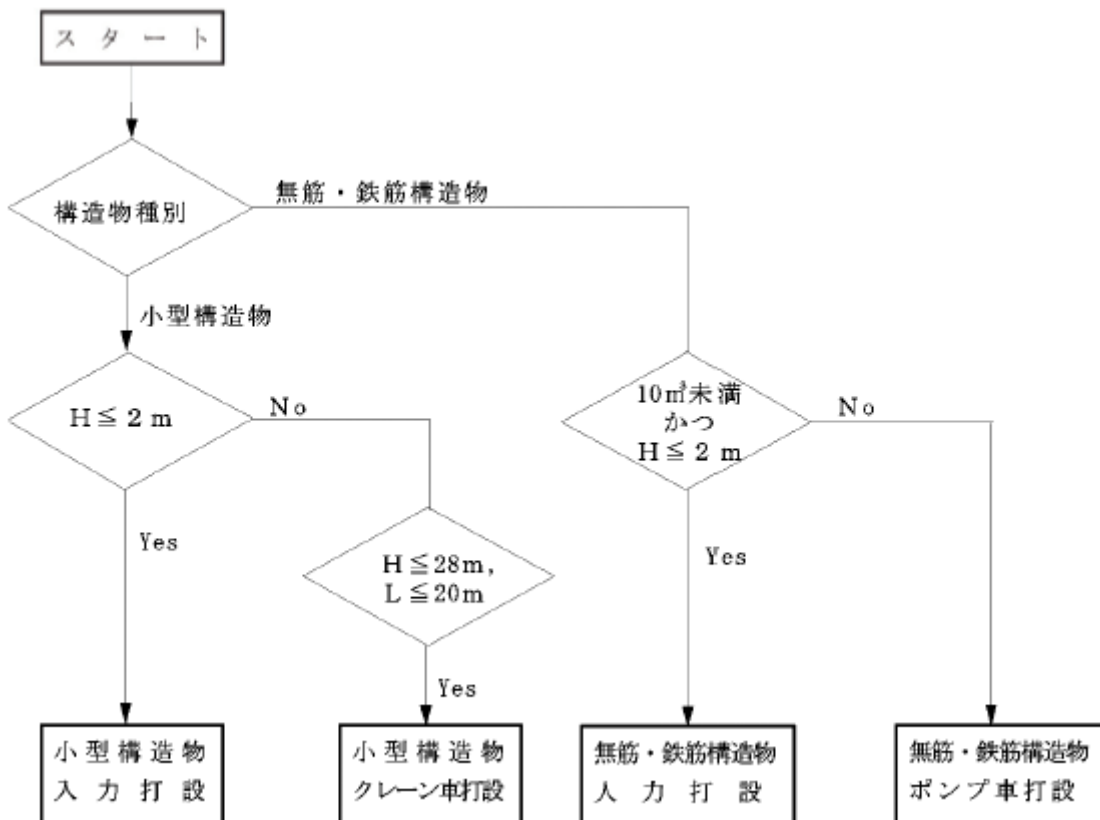 スタート
構造物種別
無筋・鉄筋構造物
小型構造物
H≦2m
No
10㎥未満
かつ
H≦2m
No
Yes
H≦28m,
L≦20m
Yes
Yes
小型構造物
入力打設
小型構造物
クレーン車打設
無筋・鉄筋構造物
人力打設
無筋・鉄筋構造物
ポンプ車打設